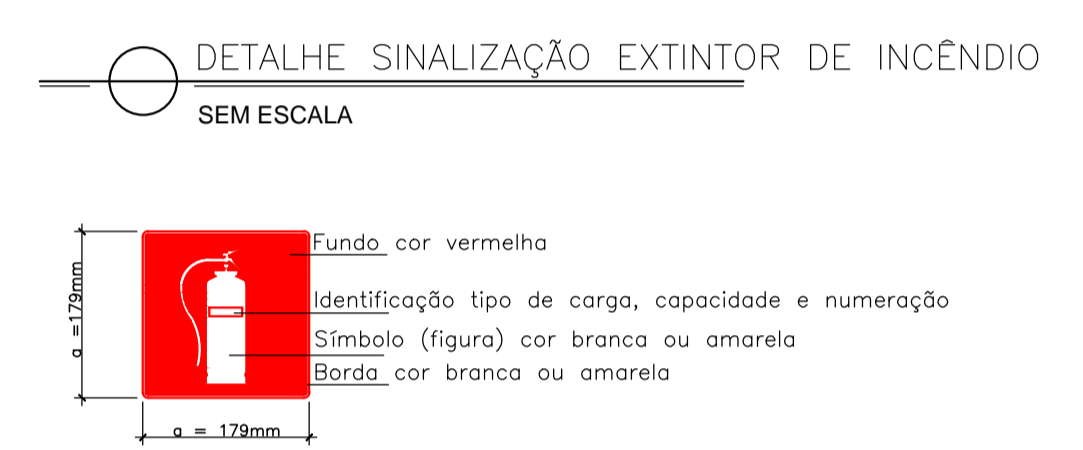 DETALHE SINALIZAÇÃO EXTINTOR DE INCÊNDIO
SEM ESCALA
Fundo cor vermelha
Identificação tipo de carga, capacidade e numeração
Símbolo (figura) cor branca ou amarela
Borda cor branca ou amarela
a =179mm
a = 179mm